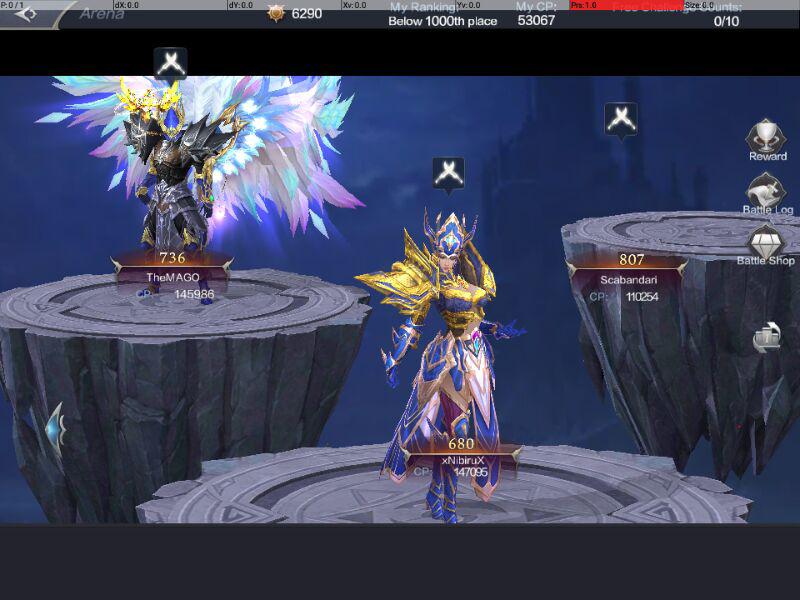 P: 0 / 1
dX: 0.0
dY: 0.0
Xv: 0.0
Yv: 0.0
Prs: 1.0
Size: 0.0
Arena
6290
My Ranking:
Below 1000th place
My CP:
53067
Free Challenge Counts:
0/10
Reward
Battle Log
Battle Shop
736
TheMAGO
CP: 145986
807
Scabandari
CP: 110254
680
xNibiruX
CP: 147095